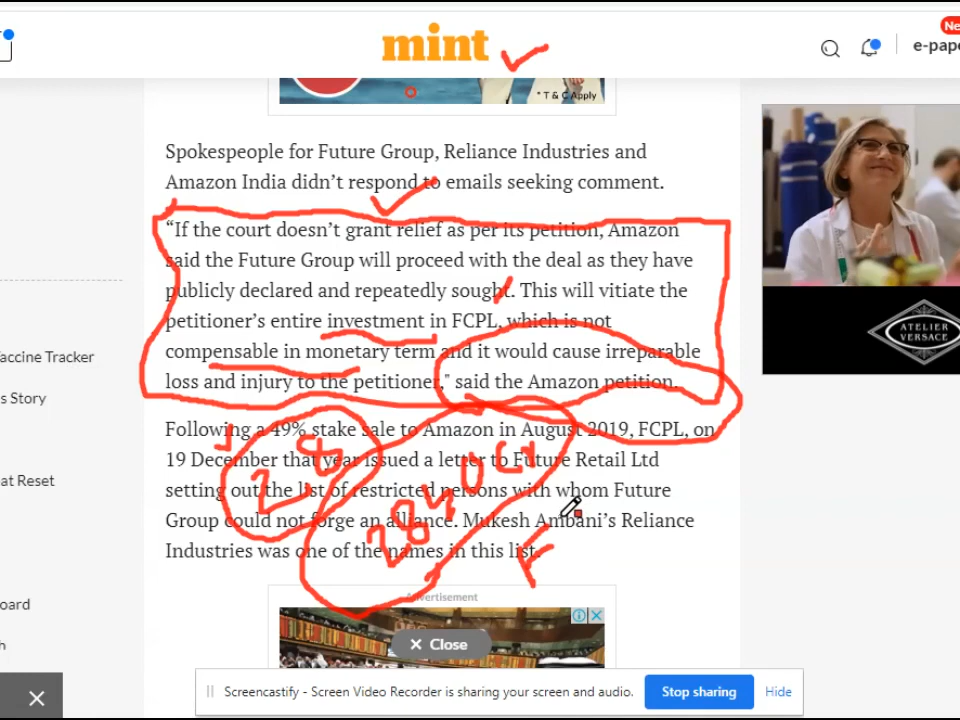 mint
Ne
e-pape
* T & C Apply
Spokespeople for Future Group, Reliance Industries and
Amazon India didn't respond to emails seeking comment.
“If the court doesn't grant relief as per its petition, Amazon
said the Future Group will proceed with the deal as they have
publicly declared and repeatedly sought. This will vitiate the
petitioner's entire investment in FCPL, which is not
compensable in monetary term and it would cause irreparable
loss and injury to the petitioner," said the Amazon petition.
Following a 49% stake sale to Amazon in August 2019, FCPL, on
19 December that year issued a letter to Future Retail Ltd
setting out the list of restricted persons with whom Future
Group could not forge an alliance. Mukesh Ambani's Reliance
Industries was one of the names in this list.
ATELIER
VERSACE
accine Tracker
s Story
at Reset
oard
h
2.8
2840 Cr
F
Advertisement
Close
Screencastify - Screen Video Recorder is sharing your screen and audio.
Stop sharing
Hide